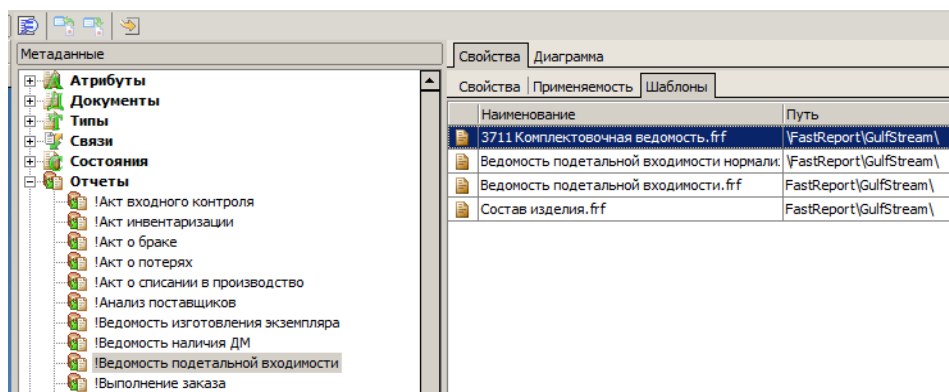 Метаданные
Атрибуты
Документы
Типы
Связи
Состояния
Отчеты
!Акт входного контроля
!Акт инвентаризации
!Акт о браке
!Акт о потерях
!Акт о списании в производство
!Анализ поставщиков
!Ведомость изготовления экземпляра
!Ведомость наличия ДМ
!Ведомость подетальной входимости
!Выполнение заказа
Свойства Диаграмма
Свойства Применяемость Шаблоны
Наименование Путь
3711 Комплектовочная ведомость.frf \FastReport\GulfStream\
Ведомость подетальной входимости нормали: \FastReport\GulfStream\
Ведомость подетальной входимости.frf FastReport\GulfStream\
Состав изделия.frf FastReport\GulfStream\